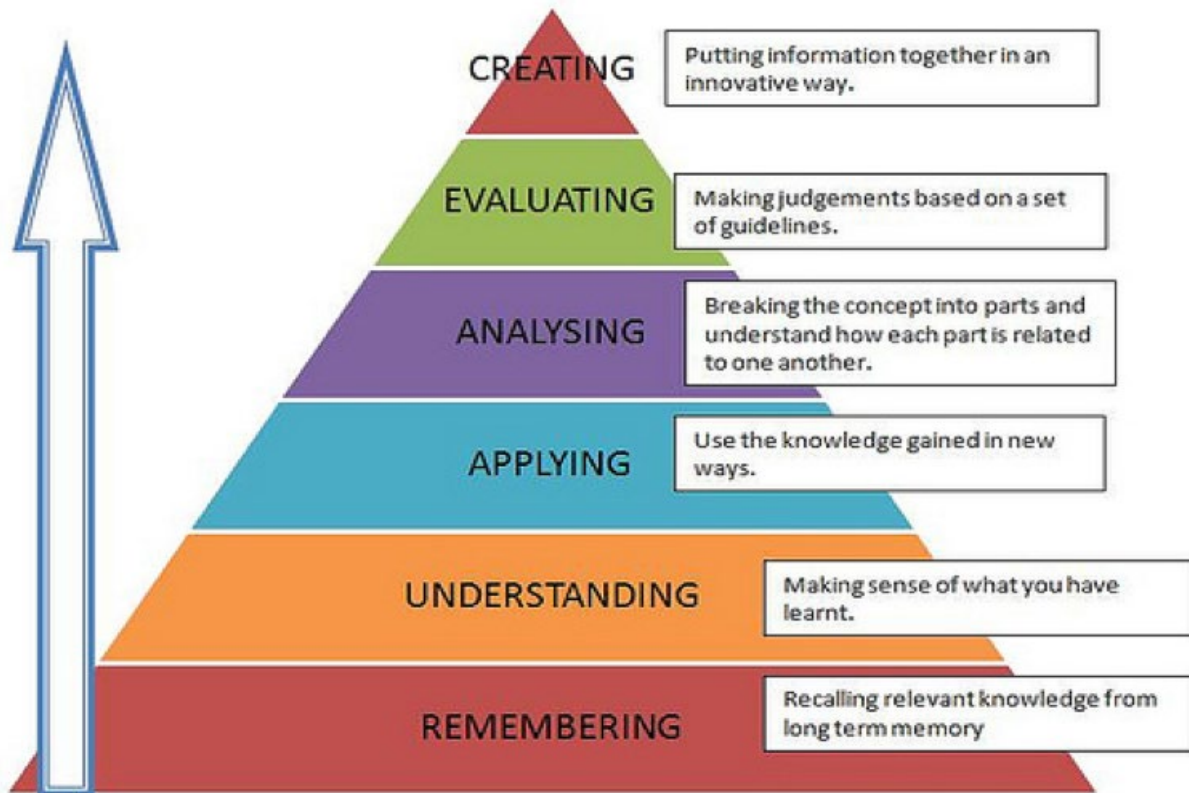 CREATING
Putting information together in an
innovative way.
EVALUATING
Making judgements based on a set
of guidelines.
ANALYSING
Breaking the concept into parts and
understand how each part is related
to one another.
APPLYING
Use the knowledge gained in new
ways.
UNDERSTANDING
Making sense of what you have
learnt.
REMEMBERING
Recalling relevant knowledge from
long term memory